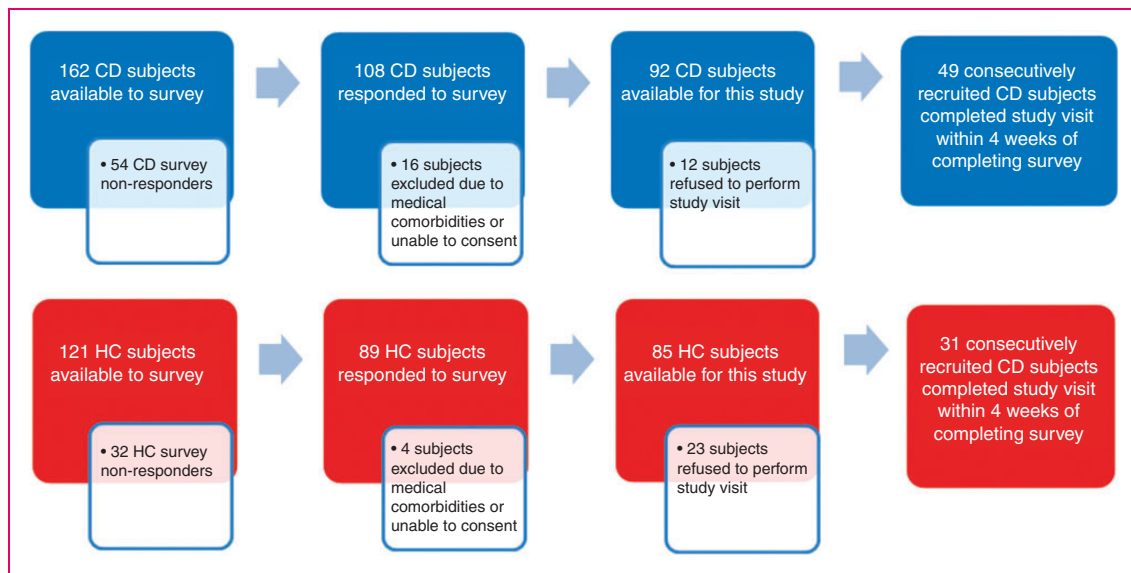 162 CD subjects
available to survey
• 54 CD survey
non-responders
108 CD subjects
responded to survey
• 16 subjects
excluded due to
medical
comorbidities or
unable to consent
92 CD subjects
available for this study
• 12 subjects
refused to perform
study visit
49 consecutively
recruited CD subjects
completed study visit
within 4 weeks of
completing survey
121 HC subjects
available to survey
• 32 HC survey
non-responders
89 HC subjects
responded to survey
• 4 subjects
excluded due to
medical
comorbidities or
unable to consent
85 HC subjects
available for this study
• 23 subjects
refused to perform
study visit
31 consecutively
recruited CD subjects
completed study visit
within 4 weeks of
completing survey